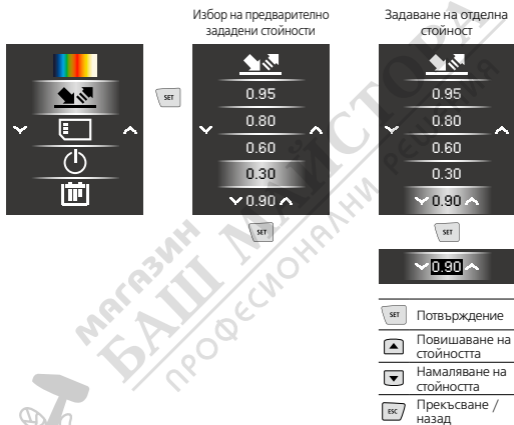 Избор на предварително
зададени стойности
Задаване на отделна
стойност
SET
0.95
0.80
0.60
0.30
0.90
SET
0.95
0.80
0.60
0.30
0.90
SET
0.90
SET Потвърждение
Повишаване на
стойността
Намаляване на
стойността
ESC Прекъсване /
назад
МАГАЗИН
БАШ МАЙСТОРА
ПРОФЕСИОНАЛНИ РЕШЕНИЯ